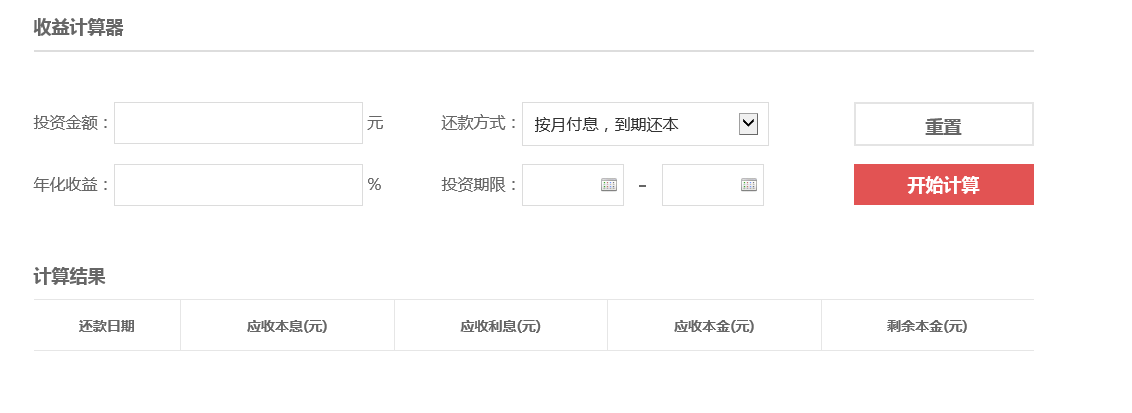 收益计算器
投资金额： 元 还款方式： 按月付息，到期还本 重置
年化收益： % 投资期限： - 开始计算
计算结果
还款日期 应收本息(元) 应收利息(元) 应收本金(元) 剩余本金(元)